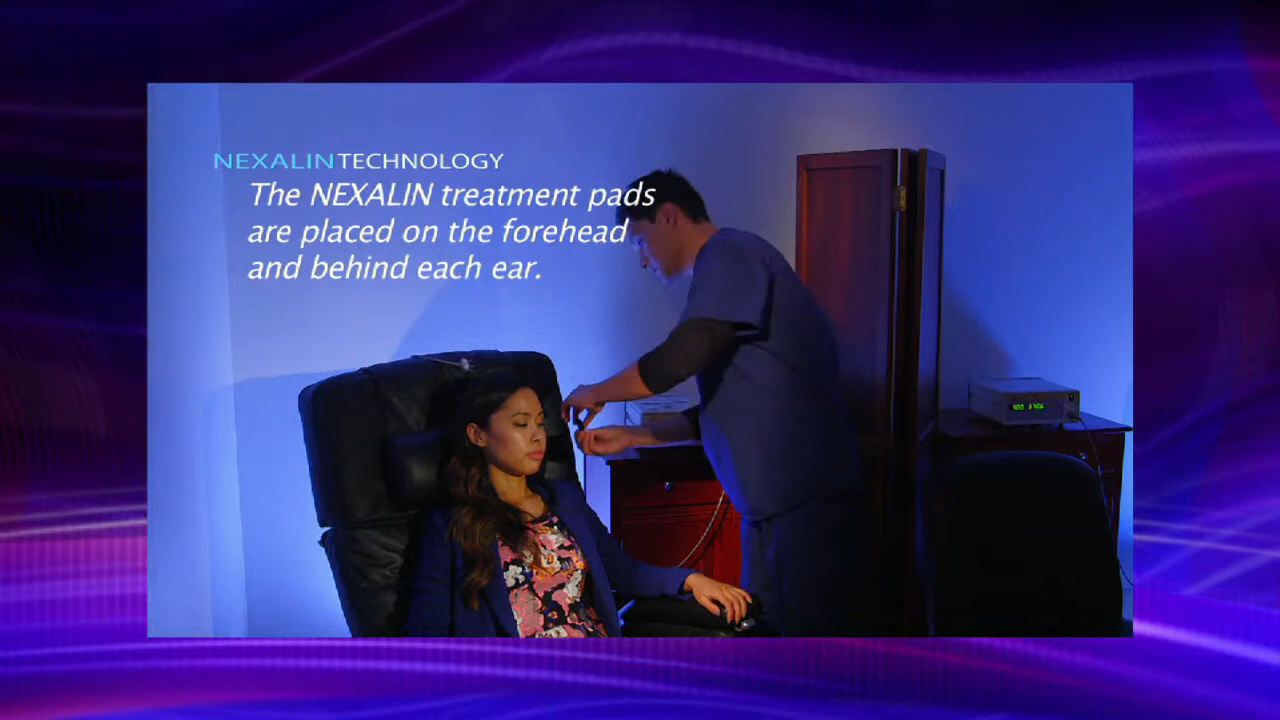 NEXALINTECHNOLOGY
The NEXALIN treatment pads
are placed on the forehead
and behind each ear.